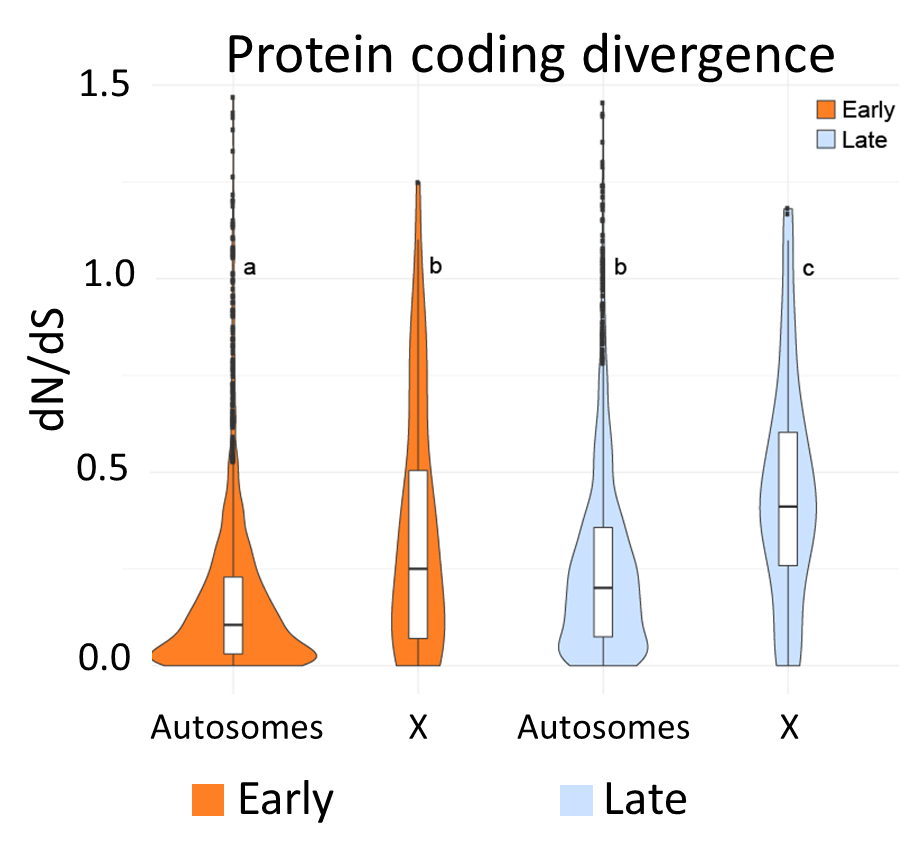 Protein coding divergence
1.5
Early
Late
1.0
a
b
b
c
dN/dS
0.5
0.0
Autosomes X Autosomes X
Early Late